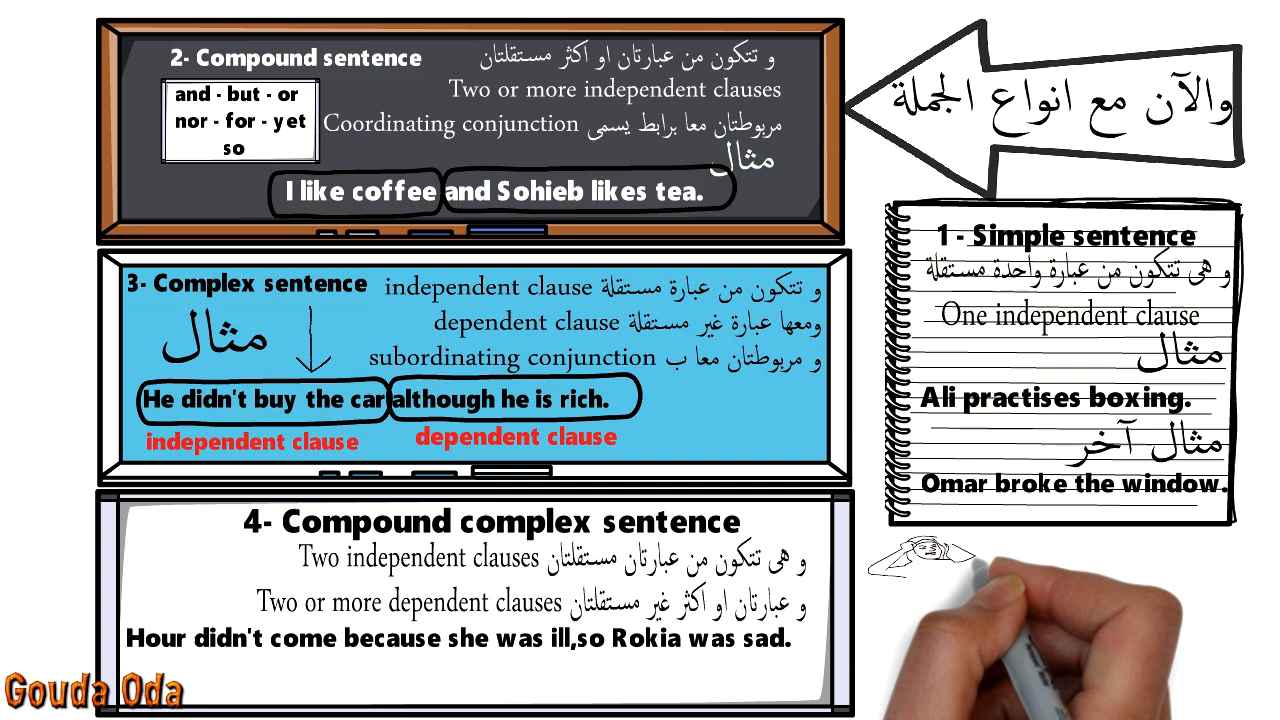 والآن مع انواع الجملة
1 - Simple sentence
و هى تتكون من عبارة واحدة مستقلة
One independent clause
مثال
Ali practises boxing.
مثال آخر
Omar broke the window.
2- Compound sentence
و تتكون من عبارتان او اكثر مستقلتان
Two or more independent clauses
and - but - or
nor - for - yet
so
مربوطتان معا برابط يسمى Coordinating conjunction
مثال
I like coffee and Sohieb likes tea.
3- Complex sentence
و تتكون من عبارة مستقلة independent clause
ومعها عبارة غير مستقلة dependent clause
و مربوطتان معا ب subordinating conjunction
مثال
He didn't buy the car although he is rich.
independent clause
dependent clause
4- Compound complex sentence
و هى تتكون من عبارتان مستقلتان Two independent clauses
و عبارتان او اكثر غير مستقلتان Two or more dependent clauses
Hour didn't come because she was ill,so Rokia was sad.
Gouda Oda